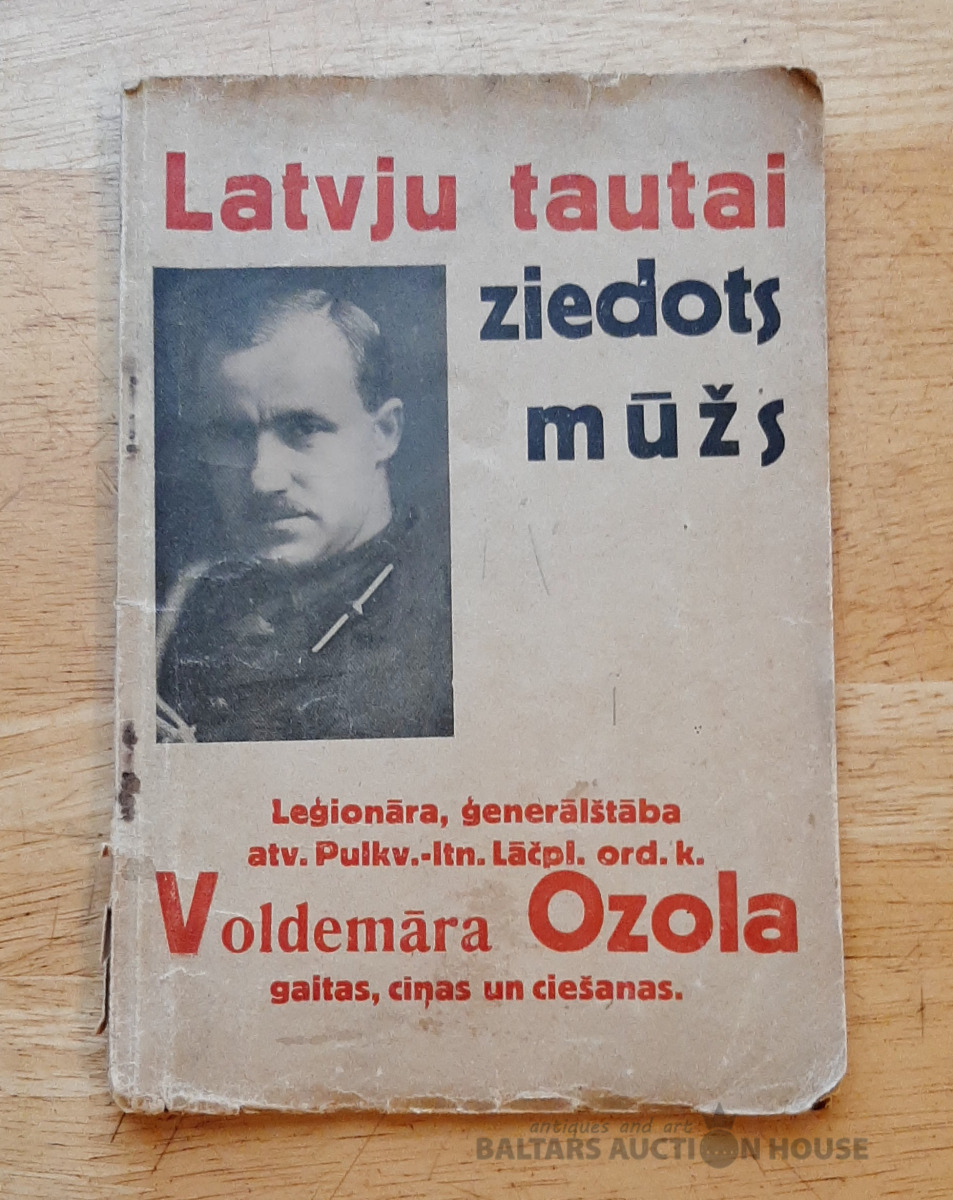 Latvju tautai
ziedots
mūžs
Leģionāra, ģenerālštāba
atv. Pulkv.-ltn. Lāčpl. ord. k.
Voldemāra Ozola
gaitas, ciņas un ciešanas.
antiques and art
BALTARS AUCTION HOUSE